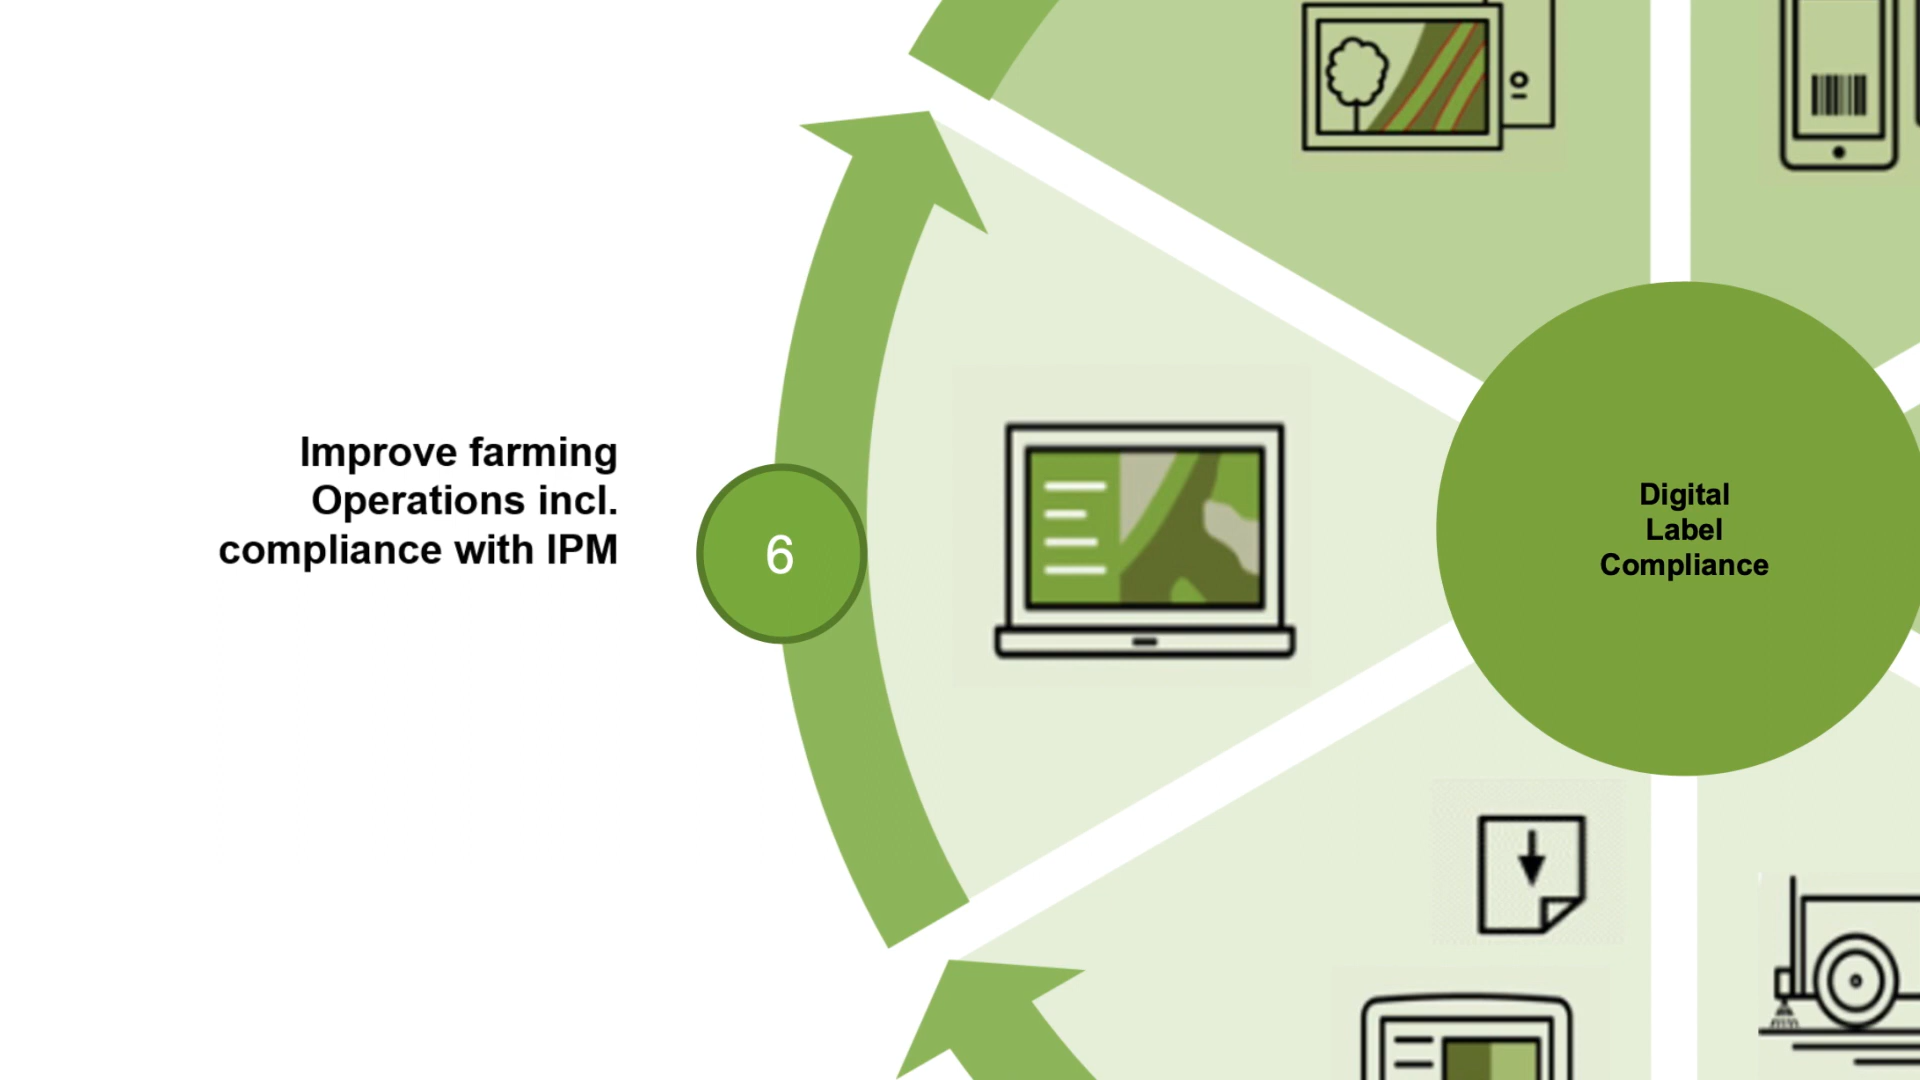 Improve farming
Operations incl.
compliance with IPM
6
Digital
Label
Compliance